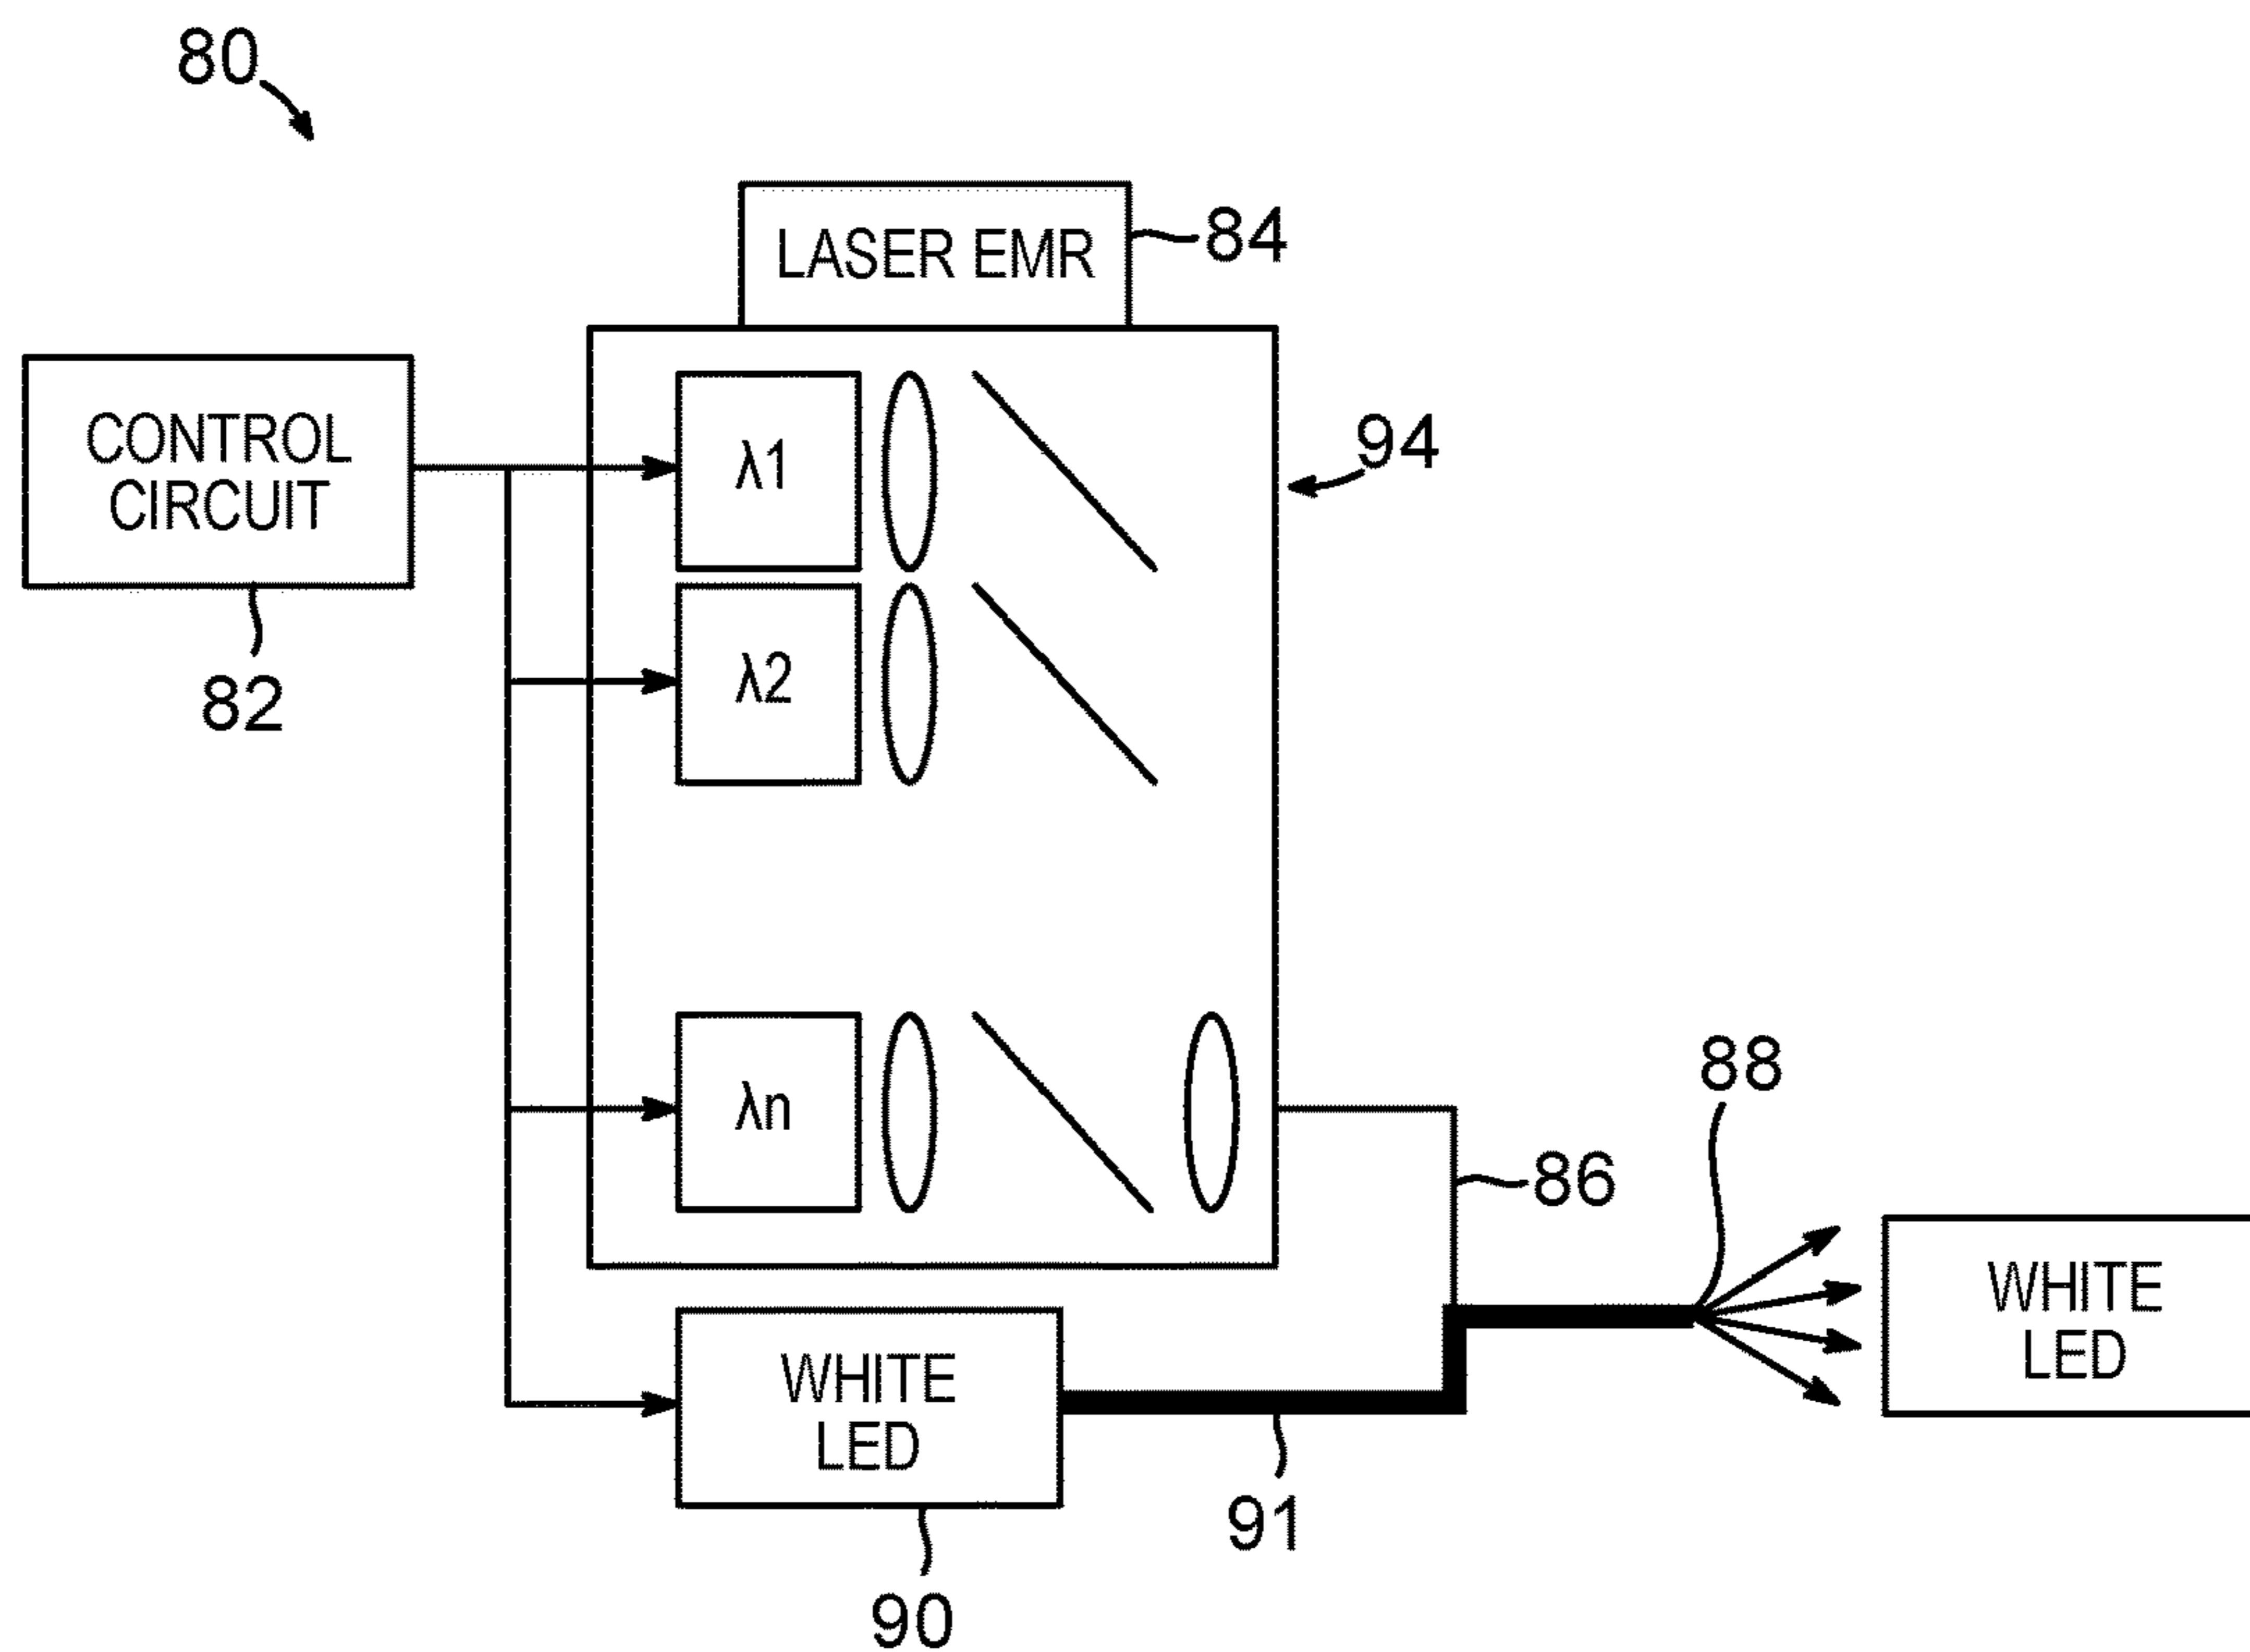 80
LASER EMR
84
CONTROL
CIRCUIT
82
94
λ1
λ2
λn
88
86
WHITE
LED
WHITE
LED
91
90